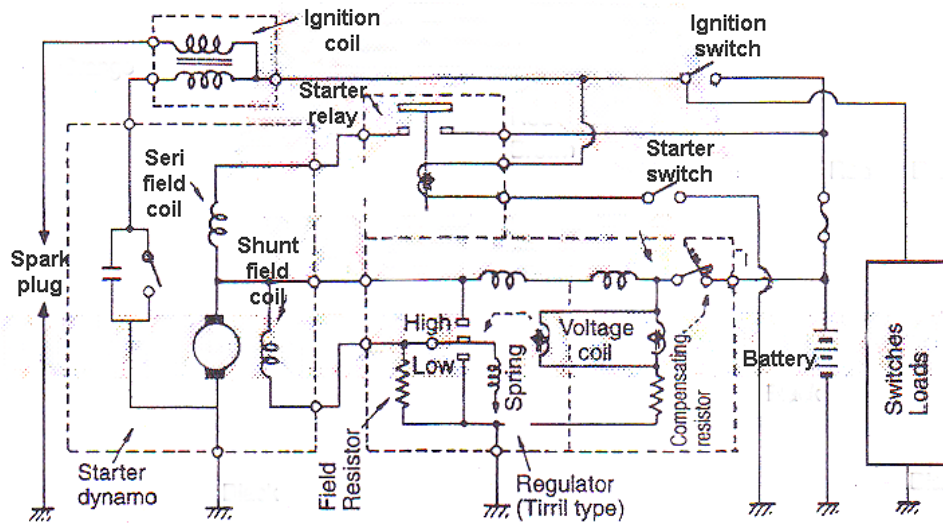 Ignition
coil
Ignition
switch
Starter
relay
Seri
field
coil
Starter
switch
Shunt
field
coil
Spark
plug
High
Low
Voltage
coil
Spring
Compensating
resistor
Battery
Switches
Loads
Starter
dynamo
Field
Resistor
Regulator
(Tirril type)